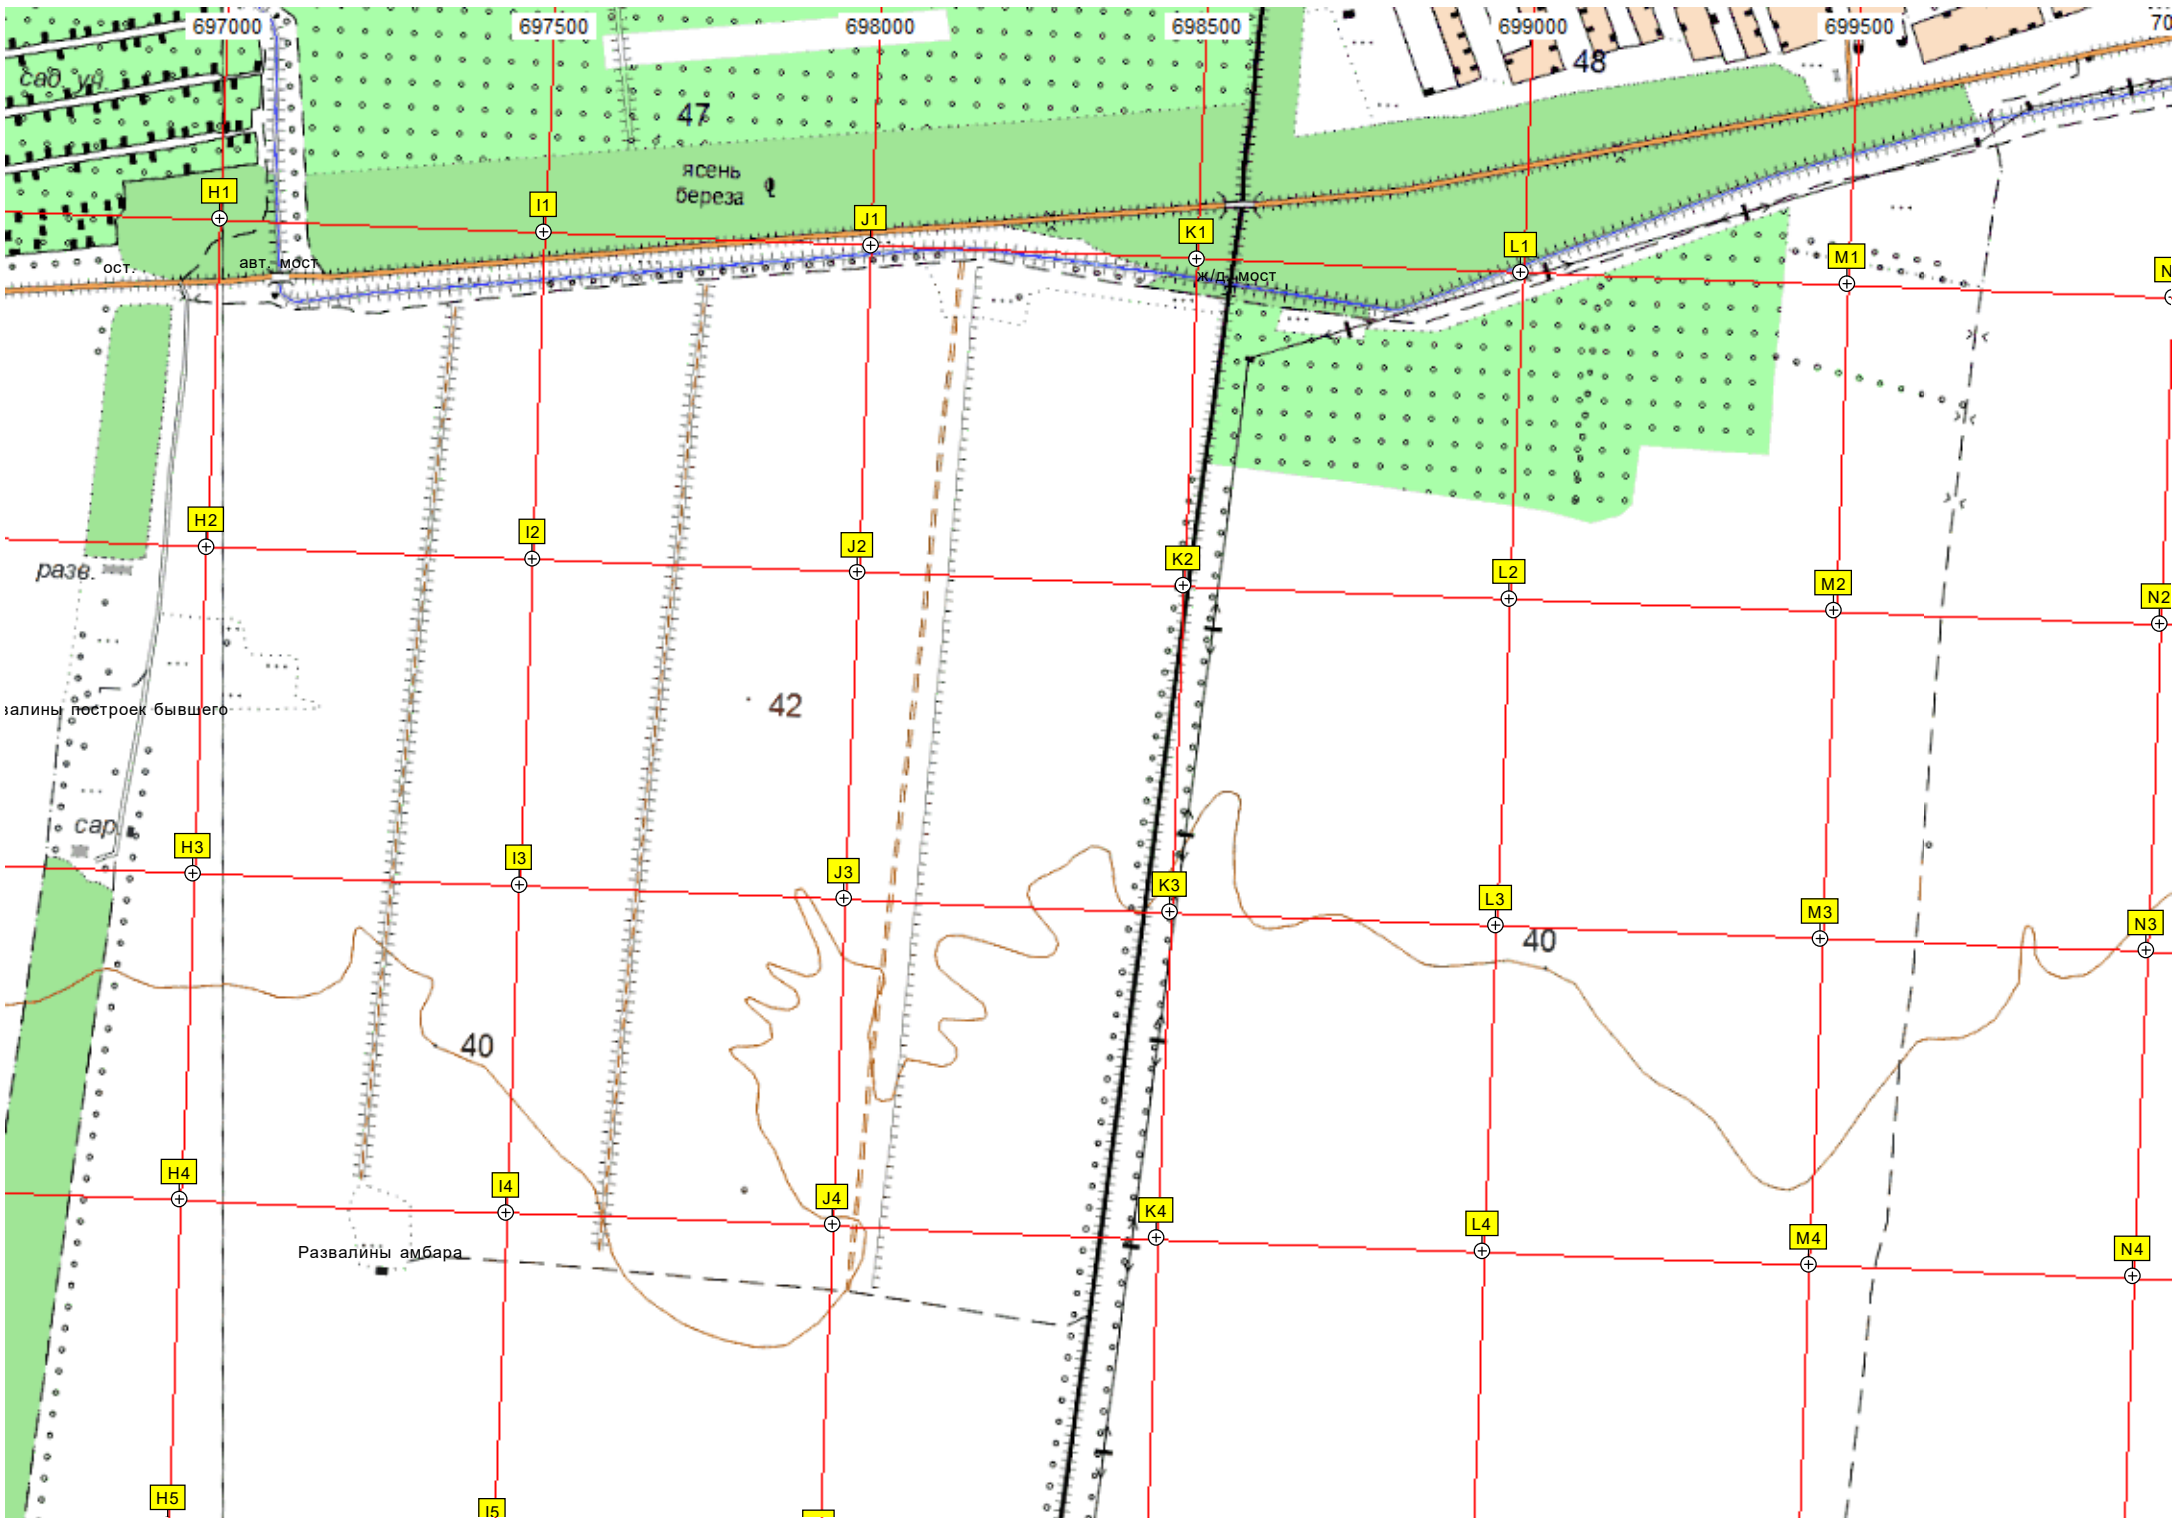 697000 697500 698000 698500 699000 699500 70
сад. уч.
48
47
ясень
береза
H1 I1 J1 K1 L1 M1 N
ост. авт. мост ж/д. мост
H2 I2 J2 K2 L2 M2 N2
разв.
42
залины построек бывшего
сар.
H3 I3 J3 K3 L3 M3 N3
40
40
H4 I4 J4 K4 L4 M4 N4
Развалины амбара
H5 I5